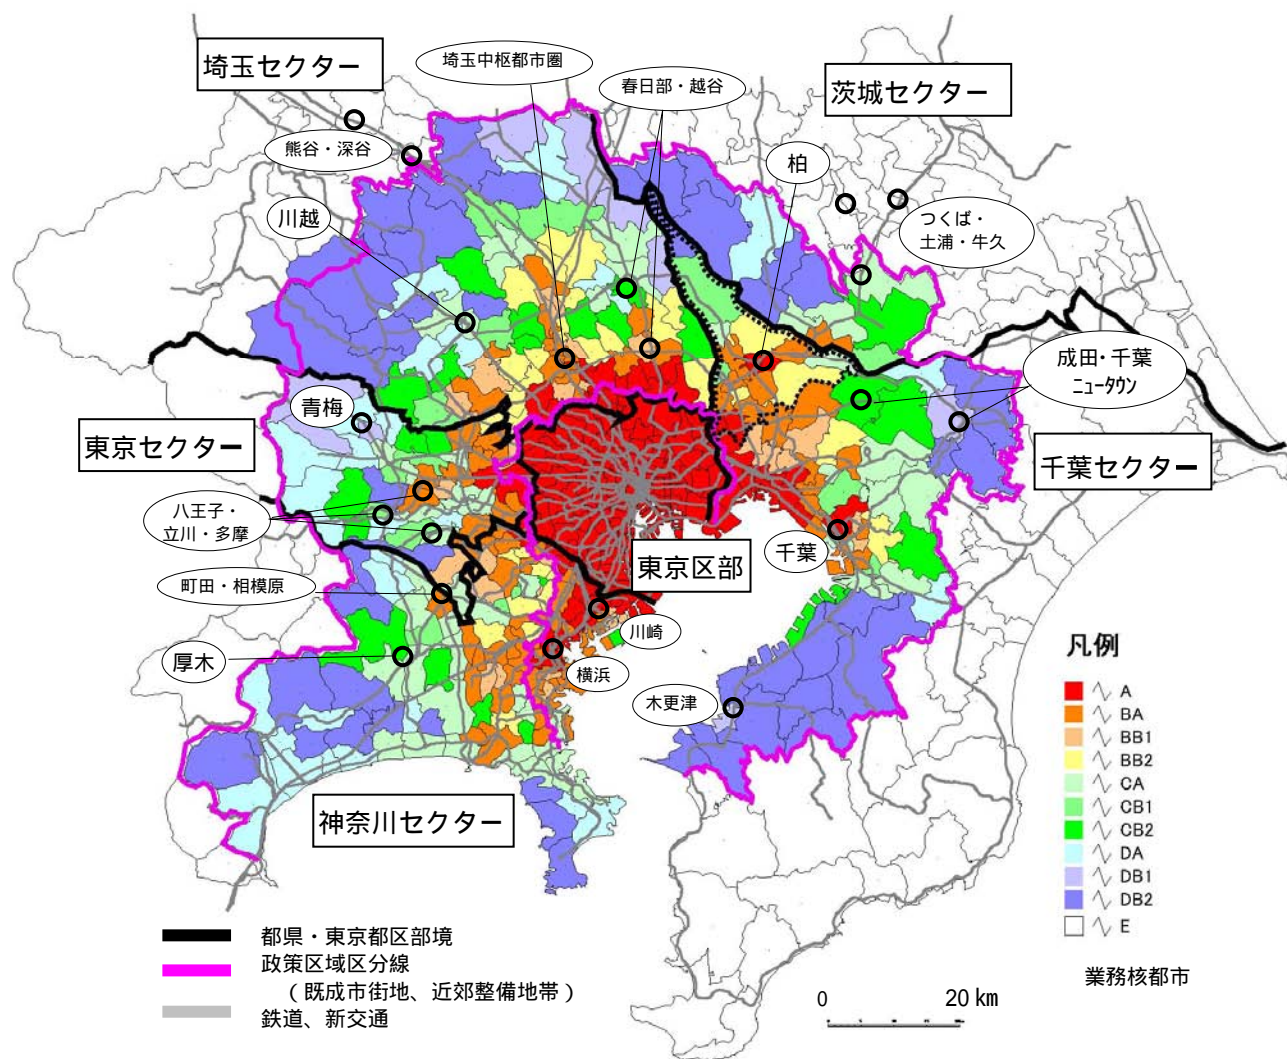 埼玉セクター
埼玉中枢都市圏
春日部・越谷
茨城セクター
熊谷・深谷
柏
川越
つくば・
土浦・牛久
成田・千葉
ニュータウン
青梅
東京セクター
千葉セクター
八王子・
立川・多摩
東京区部
千葉
町田・相模原
川崎
厚木
横浜
木更津
神奈川セクター
凡例
A
BA
BB1
BB2
CA
CB1
CB2
DA
DB1
DB2
E
業務核都市
都県・東京都区部境
政策区域区分線
（既成市街地、近郊整備地帯）
鉄道、新交通
0 20 km